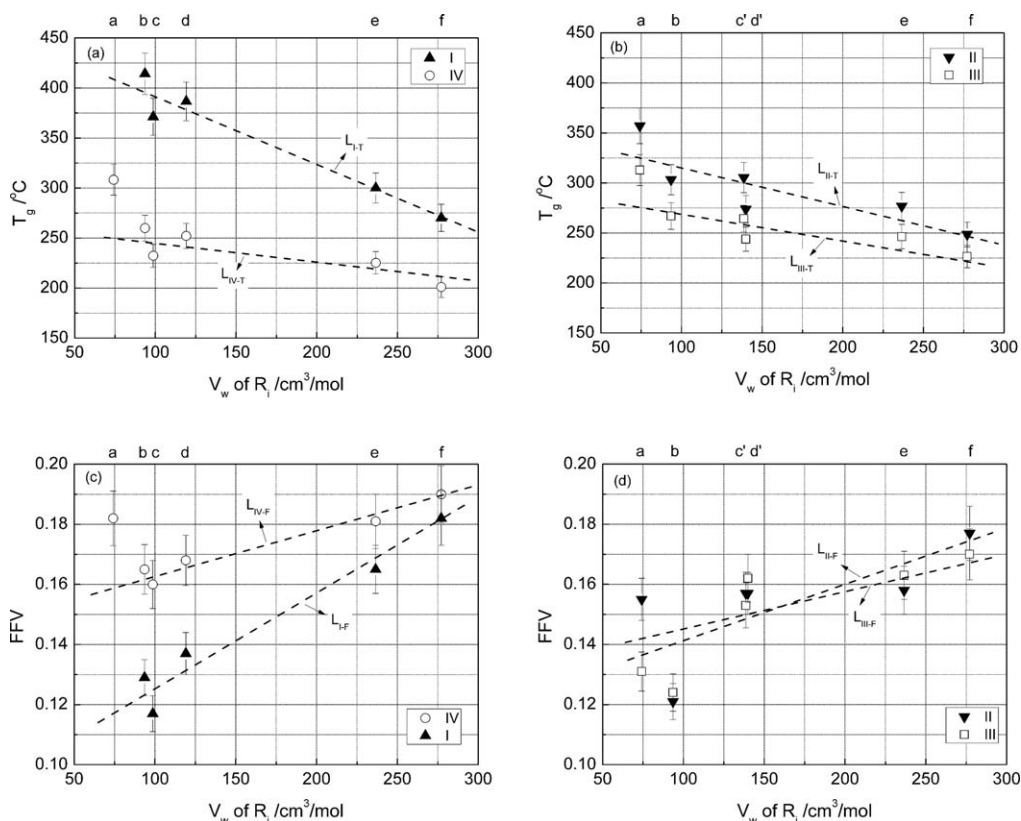 a b c d e f
(a)
▲ I
○ IV
450
400
350
300
250
200
150
L_I-T
L_IV-T
T_g /°C
50 100 150 200 250 300
V_w of R_i /cm³/mol
a b c' d' e f
(b)
▼ II
□ III
450
400
350
300
250
200
150
L_II-T
L_III-T
T_g /°C
50 100 150 200 250 300
V_w of R_i /cm³/mol
a b c d e f
(c)
0.20
0.18
0.16
0.14
0.12
0.10
L_IV-F
L_I-F
○ IV
▲ I
FFV
50 100 150 200 250 300
V_w of R_i /cm³/mol
a b c' d' e f
(d)
0.20
0.18
0.16
0.14
0.12
0.10
L_II-F
L_III-F
▼ II
□ III
FFV
50 100 150 200 250 300
V_w of R_i /cm³/mol